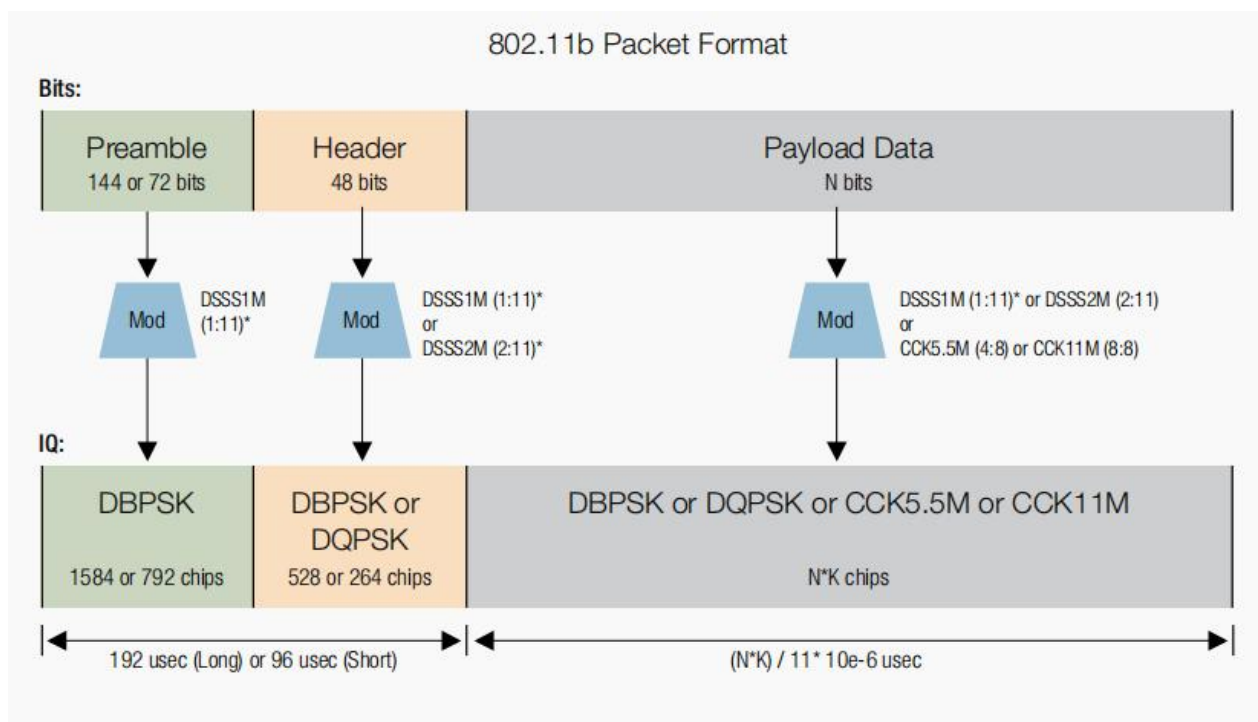 802.11b Packet Format
Bits:
Preamble
144 or 72 bits
Header
48 bits
Payload Data
N bits
Mod
DSSS1M
(1:11)*
Mod
DSSS1M (1:11)*
or
DSSS2M (2:11)*
Mod
DSSS1M (1:11)* or DSSS2M (2:11)
or
CCK5.5M (4:8) or CCK11M (8:8)
IQ:
DBPSK
1584 or 792 chips
DBPSK or
DQPSK
528 or 264 chips
DBPSK or DQPSK or CCK5.5M or CCK11M
N*K chips
192 usec (Long) or 96 usec (Short)
(N*K) / 11* 10e-6 usec